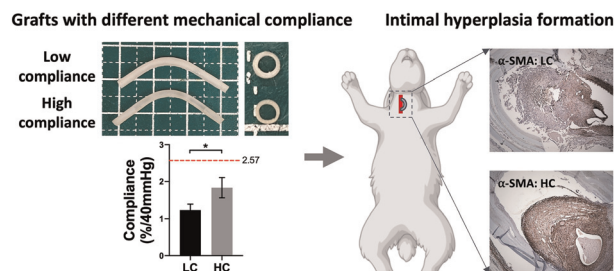 Grafts with different mechanical compliance
Intimal hyperplasia formation
Low
compliance
High
compliance
Compliance
(%/40mmHg)
3
2
1
0
*
2.57
LC
HC
α-SMA: LC
α-SMA: HC